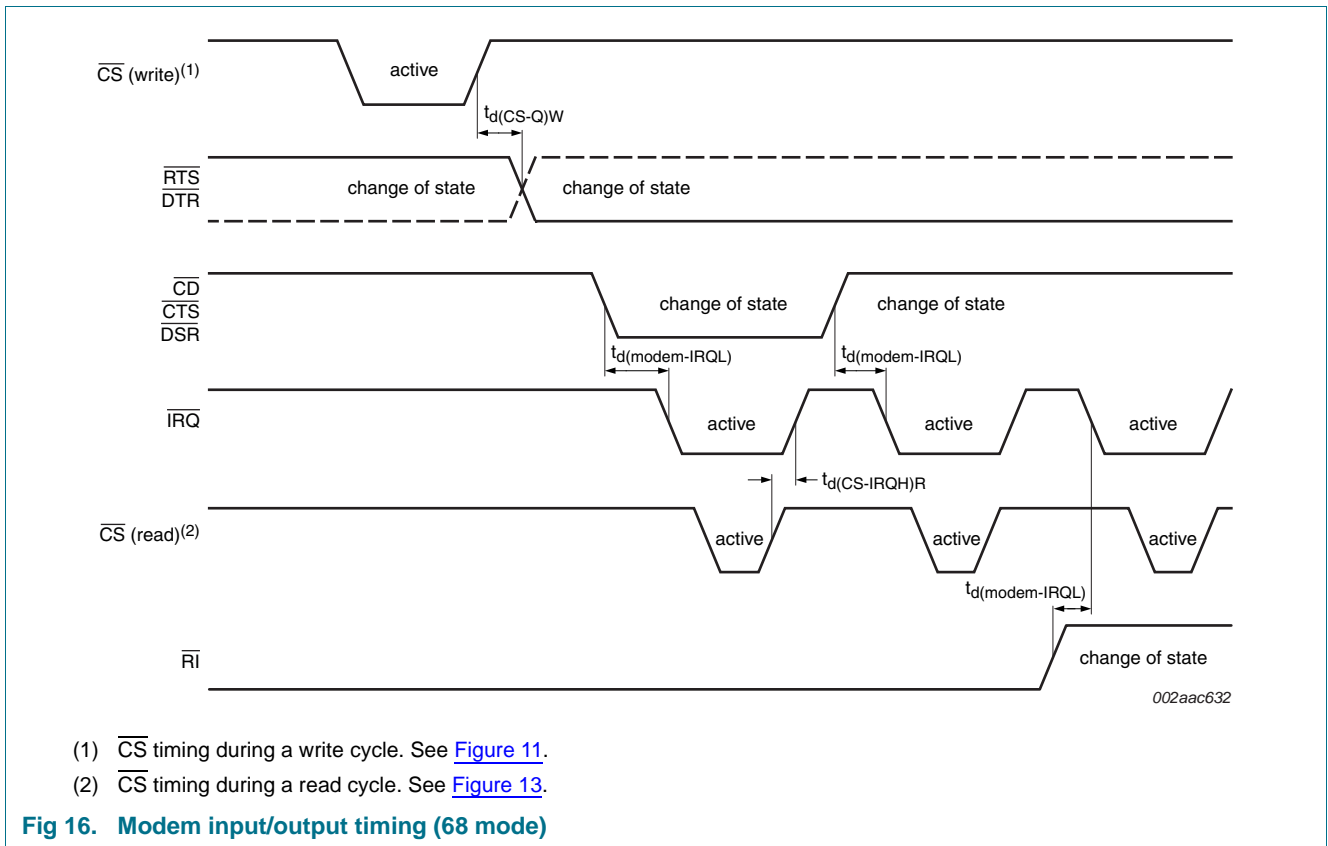 CS (write)(1)
active
td(CS-Q)W
RTS
DTR
change of state
change of state
CD
CTS
DSR
change of state
change of state
td(modem-IRQL)
td(modem-IRQL)
IRQ
active
active
active
td(CS-IRQH)R
CS (read)(2)
active
active
active
td(modem-IRQL)
RI
change of state
002aac632
(1) CS timing during a write cycle. See Figure 11.
(2) CS timing during a read cycle. See Figure 13.
Fig 16. Modem input/output timing (68 mode)